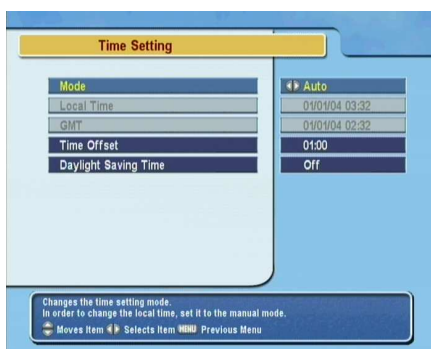 Time Setting
Mode Auto
Local Time 01/01/04 03:32
GMT 01/01/04 02:32
Time Offset 01:00
Daylight Saving Time Off
Changes the time setting mode.
In order to change the local time, set it to the manual mode.
Moves Item Selects Item MENU Previous Menu